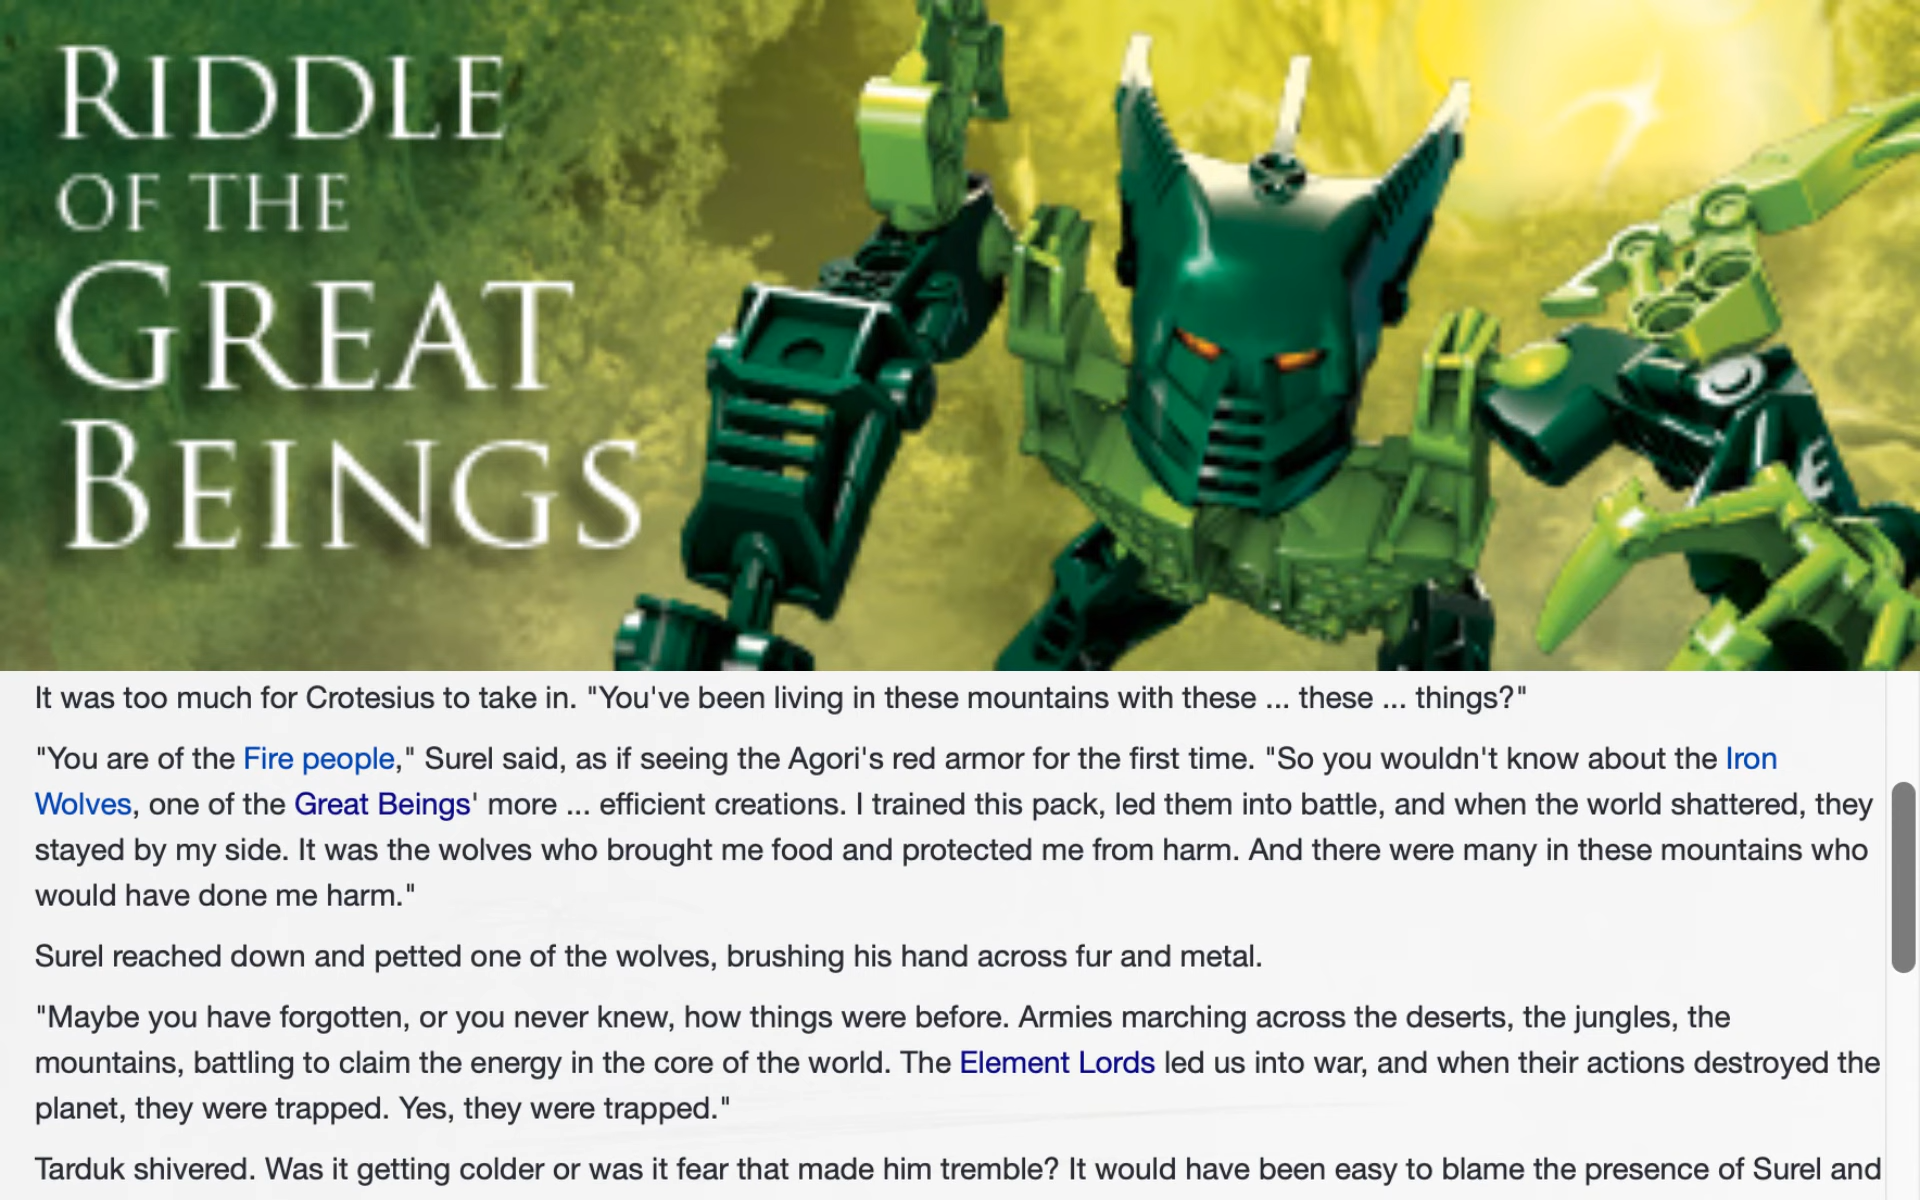 RIDDLE
OF THE
GREAT
BEINGS
It was too much for Crotesius to take in. "You've been living in these mountains with these ... these ... things?"
"You are of the Fire people," Surel said, as if seeing the Agori's red armor for the first time. "So you wouldn't know about the Iron
Wolves, one of the Great Beings' more ... efficient creations. I trained this pack, led them into battle, and when the world shattered, they
stayed by my side. It was the wolves who brought me food and protected me from harm. And there were many in these mountains who
would have done me harm."
Surel reached down and petted one of the wolves, brushing his hand across fur and metal.
"Maybe you have forgotten, or you never knew, how things were before. Armies marching across the deserts, the jungles, the
mountains, battling to claim the energy in the core of the world. The Element Lords led us into war, and when their actions destroyed the
planet, they were trapped. Yes, they were trapped."
Tarduk shivered. Was it getting colder or was it fear that made him tremble? It would have been easy to blame the presence of Surel and